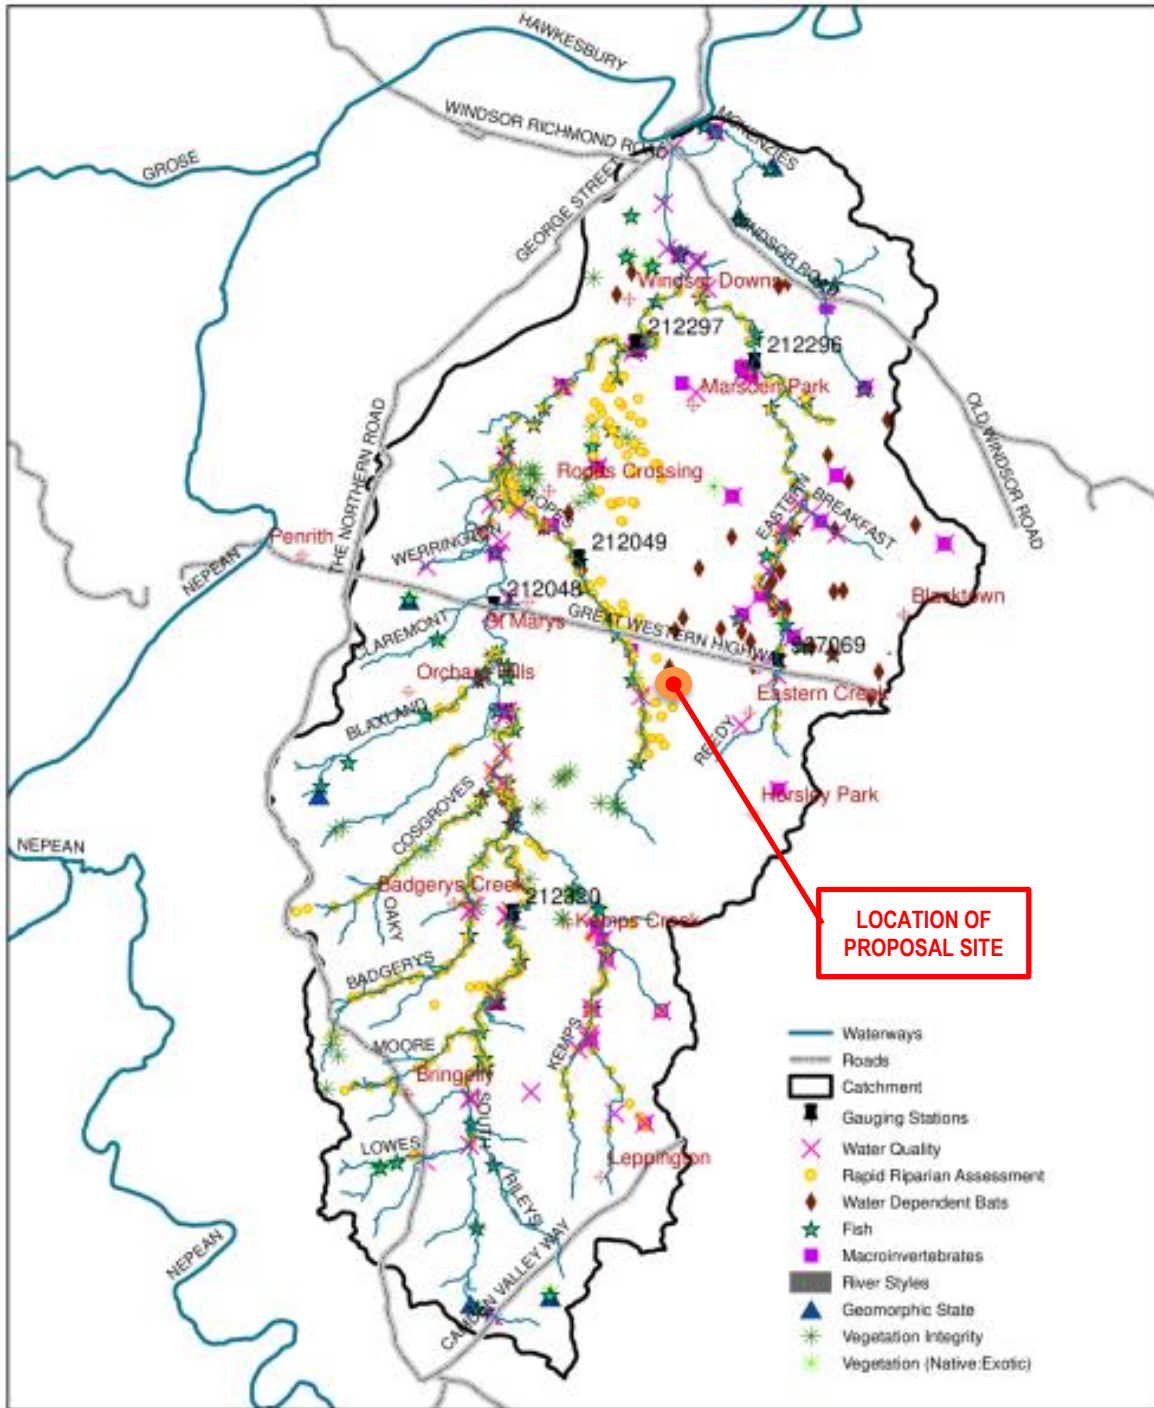 HAWKESBURY
WINDSOR RICHMOND ROAD
MCKENZIES
GROSE
GEORGE STREET
WINDSOR ROAD
Windsor Downs
212297
212296
Marsden Park
OLD WINDSOR ROAD
THE NORTHERN ROAD
Ropes Crossing
ROPES
EASTERN
BREAKFAST
Penrith
WERRINGTON
212049
NEPEAN
212048
Blacktown
St Marys
GREAT WESTERN HIGHWAY
CLAREMONT
Orchard Hills
Eastern Creek
BLAXLAND
REEDY
Horsley Park
COSGROVES
NEPEAN
Badgerys Creek
212320
OAKY
Kemps Creek
LOCATION OF
PROPOSAL SITE
BADGERYS
MOORE
KEMPS
Bringelly
SOUTH
LOWES
Leppington
RILEYS
NEPEAN
CAMDEN VALLEY WAY
Waterways
Roads
Catchment
Gauging Stations
Water Quality
Rapid Riparian Assessment
Water Dependent Bats
Fish
Macroinvertebrates
River Styles
Geomorphic State
Vegetation Integrity
Vegetation (Native:Exotic)